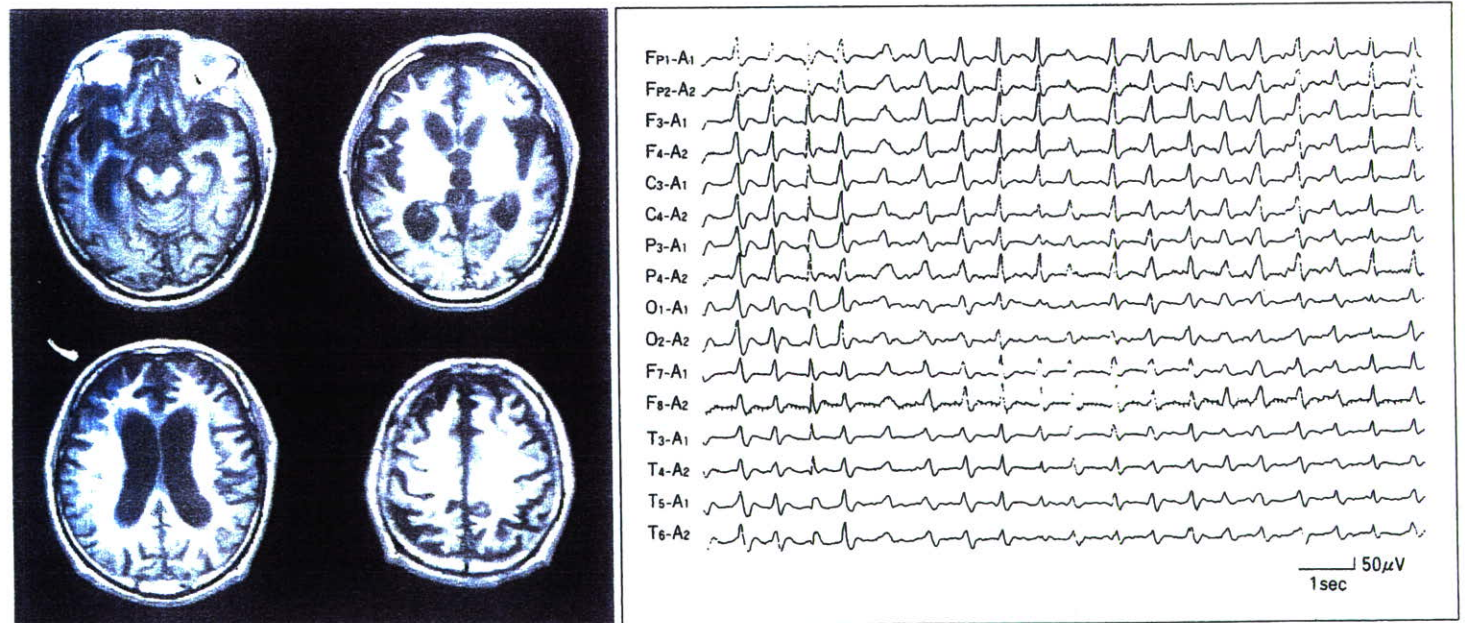 FP1-A1
FP2-A2
F3-A1
F4-A2
C3-A1
C4-A2
P3-A1
P4-A2
O1-A1
O2-A2
F7-A1
F8-A2
T3-A1
T4-A2
T5-A1
T6-A2
50μV
1sec